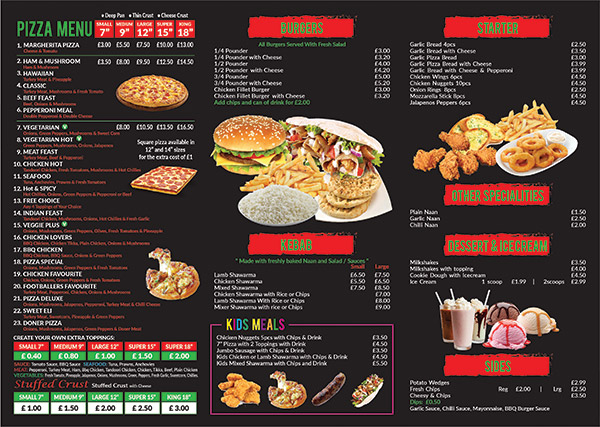 PIZZA MENU
● Deep Pan ● Thin Crust ● Cheese Crust
SMALL 7" MEDIUM 9" LARGE 12" SUPER 15" KING 18"
1. MARGHERITA PIZZA £3.00 £5.50 £7.50 £10.00 £13.00
Cheese & Tomato
2. HAM & MUSHROOM £3.50 £8.00 £9.50 £12.50 £14.50
Ham & Mushrooms
3. HAWAIIAN
Turkey Meat & Pineapple
4. CLASSIC
Turkey Meat, Mushrooms & Fresh Tomato
5. BEEF FEAST
Beef, Onions & Mushrooms
6. PEPPERONI MEAL
Double Pepperoni & Double Cheese
7. VEGETARIAN £8.00 £10.50 £13.50 £16.50
Onions, Green Peppers, Mushrooms & Sweet Corn
8. VEGETARIAN HOT
Green Peppers, Mushrooms, Onions, Jalapenos
9. MEAT FEAST
Turkey Meat, Beef & Pepperoni
10. CHICKEN HOT
Tandoori Chicken, Fresh Tomatoes, Mushrooms & Hot Chillies
11. SEAFOOD
Tuna, Anchovies, Prawns & Fresh Tomatoes
12. Hot & SPICY
Hot Chillies, Onions, Green Peppers & Pepperoni or Beef
13. FREE CHOICE
Any 4 Toppings of Your Choice
14. INDIAN FEAST
Tandoori Chicken, Mushrooms, Onions, Hot Chillies & Fresh Garlic
15. VEGGIE PLUS
Onions, Mushrooms, Green Peppers, Olives, Fresh Tomatoes & Pineapple
16. CHICKEN LOVERS
BBQ Chicken, Chicken Tikka, Plain Chicken, Onions & Mushrooms
17. BBQ CHICKEN
BBQ Chicken, BBQ Sauce, Onions & Green Peppers
18. PIZZA SPECIAL
Onions, Mushrooms, Green Peppers & Fresh Tomatoes
19. CHICKEN FAVOURITE
Chicken, Onions, Green Peppers & Fresh Tomatoes
20. FOOTBALLERS FAVOURITE
Turkey Meat, Pepperoni, Chicken, Onions & Mushrooms
21. PIZZA DELUXE
Onions, Mushrooms, Jalapenos, Pepperoni, Turkey Meat & Chilli Cheese
22. SWEET ELI
Turkey Meat, Sweetcorn, Pineapple & Green Peppers
23. DONER PIZZA
Onions, Mushrooms, Jalapenos, Green Peppers & Doner Meat
Square pizza available in
12" and 14" sizes
for the extra cost of £1
CREATE YOUR OWN EXTRA TOPPINGS:
SMALL 7" MEDIUM 9" LARGE 12" SUPER 15" SUPER 18"
£ 0.40 £ 0.80 £ 1.00 £ 1.50 £ 2.00
SAUCE: Tomato Sauce, BBQ Sauce SEAFOOD: Tuna, Prawns, Anchovies
MEAT: Pepperoni, Turkey Meat, Ham, Bbq Chicken, Tandoori Chicken, Chicken, Tikka, Beef, Plain Chicken
VEGETABLES: Fresh Tomato, Pineapple, Jalapeno, Onions, Mushrooms, Green Peppers, Fresh Garlic, Sweetcorn, Chillies,
Stuffed Crust Stuffed Crust with Cheese
SMALL 7" MEDIUM 9" LARGE 12" SUPER 15" KING 18"
£ 1.00 £ 1.50 £ 2.00 £ 2.50 £ 3.00
BURGERS
All Burgers Served With Fresh Salad
1/4 Pounder £3.00
1/4 Pounder with Cheese £3.20
1/2 Pounder £4.00
1/2 Pounder with Cheese £4.20
3/4 Pounder £5.00
3/4 Pounder with Cheese £5.20
Chicken Fillet Burger £3.00
Chicken Fillet Burger with Cheese £3.20
Add chips and can of drink for £2.00
KEBAB
* Made with freshly baked Naan and Salad / Sauces *
Small Large
Lamb Shawarma £6.50 £7.50
Chicken Shawarma £5.50 £6.50
Mixed Shawarma £7.50 £8.50
Chicken Shawarma with Rice or Chips £7.00
Lamb Shawarma With Rice or Chips £8.00
Mixer Shawarma with Rice or Chips £9.00
KIDS MEALS
Chicken Nuggets 5pcs with Chips & Drink £3.50
7" Pizza with 2 Toppings with Drink £4.50
Jumbo Sausage with Chips & Drink £3.50
Kids Chicken or Lamb Shawarma with Chips & Drink £4.50
Kids Mixed Shawarma with Chips and Drink £5.50
STARTER
Garlic Bread 4pcs £2.50
Garlic Bread with Cheese £3.50
Garlic Pizza Bread £3.00
Garlic Pizza Bread with Cheese £3.99
Garlic Bread with Cheese & Pepperoni £3.99
Chicken Wings 6pcs £4.50
Chicken Nuggets 10pcs £4.50
Onion Rings 8pcs £2.50
Mozzarella Stick 8pcs £4.50
Jalapenos Peppers 6pcs £4.50
OTHER SPECIALITIES
Plain Naan £1.50
Garlic Naan £2.50
Chilli Naan £2.00
DESSERT & ICE CREAM
Milkshakes £3.50
Milkshakes with topping £4.00
Cookie Dough with Icecream £4.50
Ice Cream 1 scoop £1.99 | 2scoops £2.99
SIDES
Potato Wedges £2.99
Fresh Chips Reg £2.00 | Lrg £2.50
Cheesy & Chips £3.50
Dips: £0.50
Garlic Sauce, Chilli Sauce, Mayonnaise, BBQ Burger Sauce